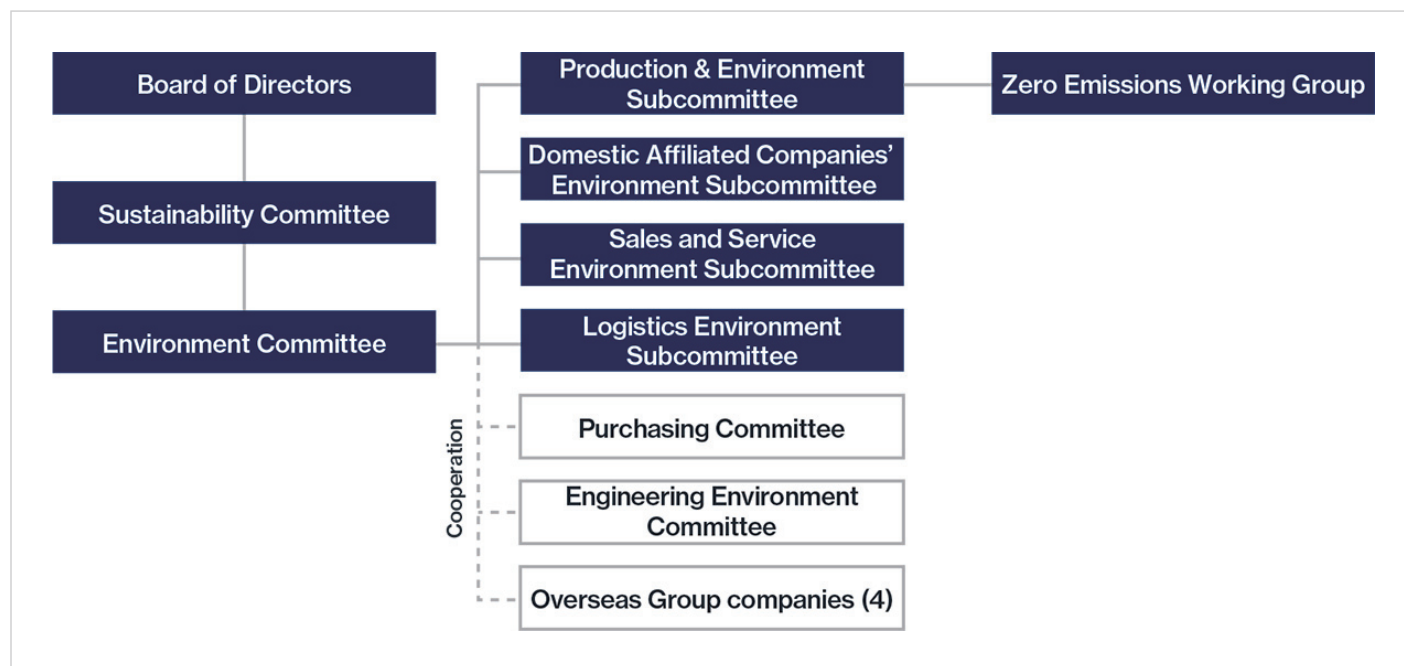 Board of Directors
Sustainability Committee
Environment Committee
Production & Environment
Subcommittee
Zero Emissions Working Group
Domestic Affiliated Companies’
Environment Subcommittee
Sales and Service
Environment Subcommittee
Logistics Environment
Subcommittee
Cooperation
Purchasing Committee
Engineering Environment
Committee
Overseas Group companies (4)